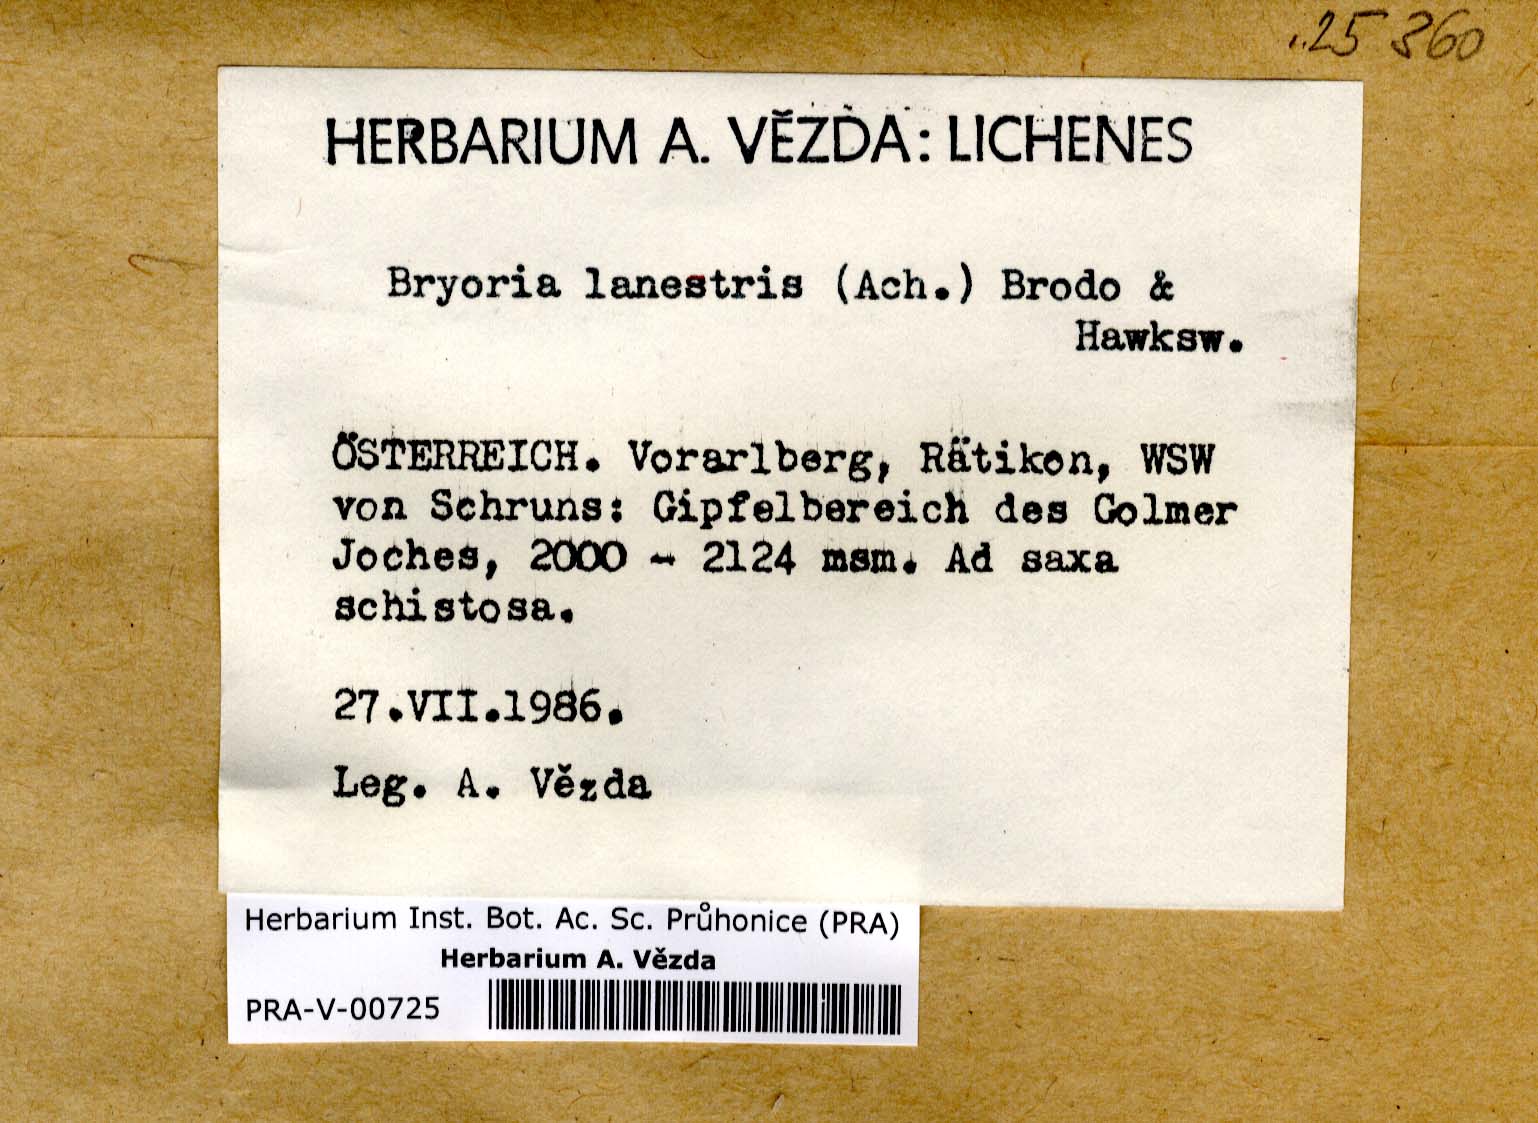 25 360
HERBARIUM A. VĚZDA: LICHENES
Bryoria lanestris (Ach.) Brodo &
Hawksw.
ÖSTERREICH. Vorarlberg, Rätikon, WSW
von Schruns: Gipfelbereich des Golmer
Joches, 2000 - 2124 msm. Ad saxa
schistosa.
27.VII.1986.
Leg. A. Vězda
Herbarium Inst. Bot. Ac. Sc. Průhonice (PRA)
Herbarium A. Vězda
PRA-V-00725